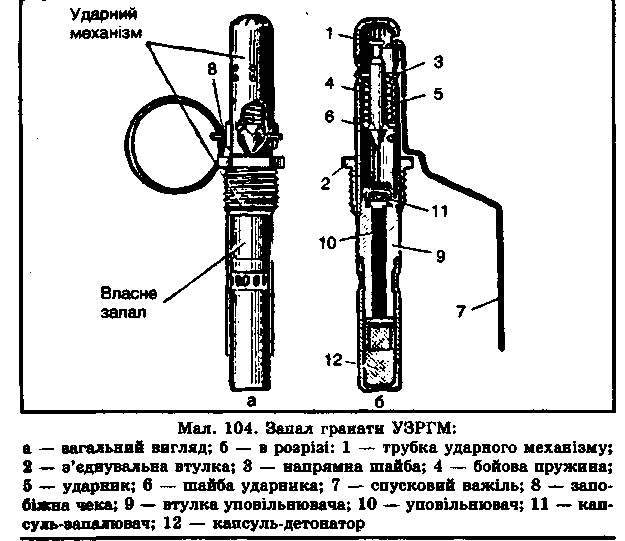 Ударний
механізм
8
1
3
4
5
6
2
11
10
9
Власне
запал
7
12
а
б
Мал. 104. Запал гранати УЗРГМ:
а — загальний вигляд; б — в розрізі: 1 — трубка ударного механізму;
2 — з'єднувальна втулка; 3 — напрямна шайба; 4 — бойова пружина;
5 — ударник; 6 — шайба ударника; 7 — спусковий важіль; 8 — запо-
біжна чека; 9 — втулка уповільнювача; 10 — уповільнювач; 11 — кап-
суль-запалювач; 12 — капсуль-детонатор